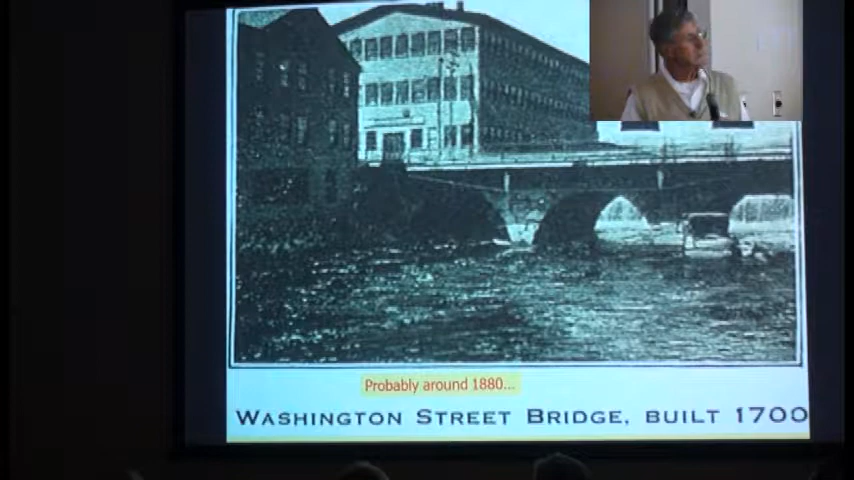 Probably around 1880...
WASHINGTON STREET BRIDGE, BUILT 1700